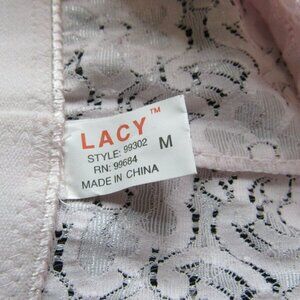 LACY™
STYLE: 99302 M
RN: 99684
MADE IN CHINA